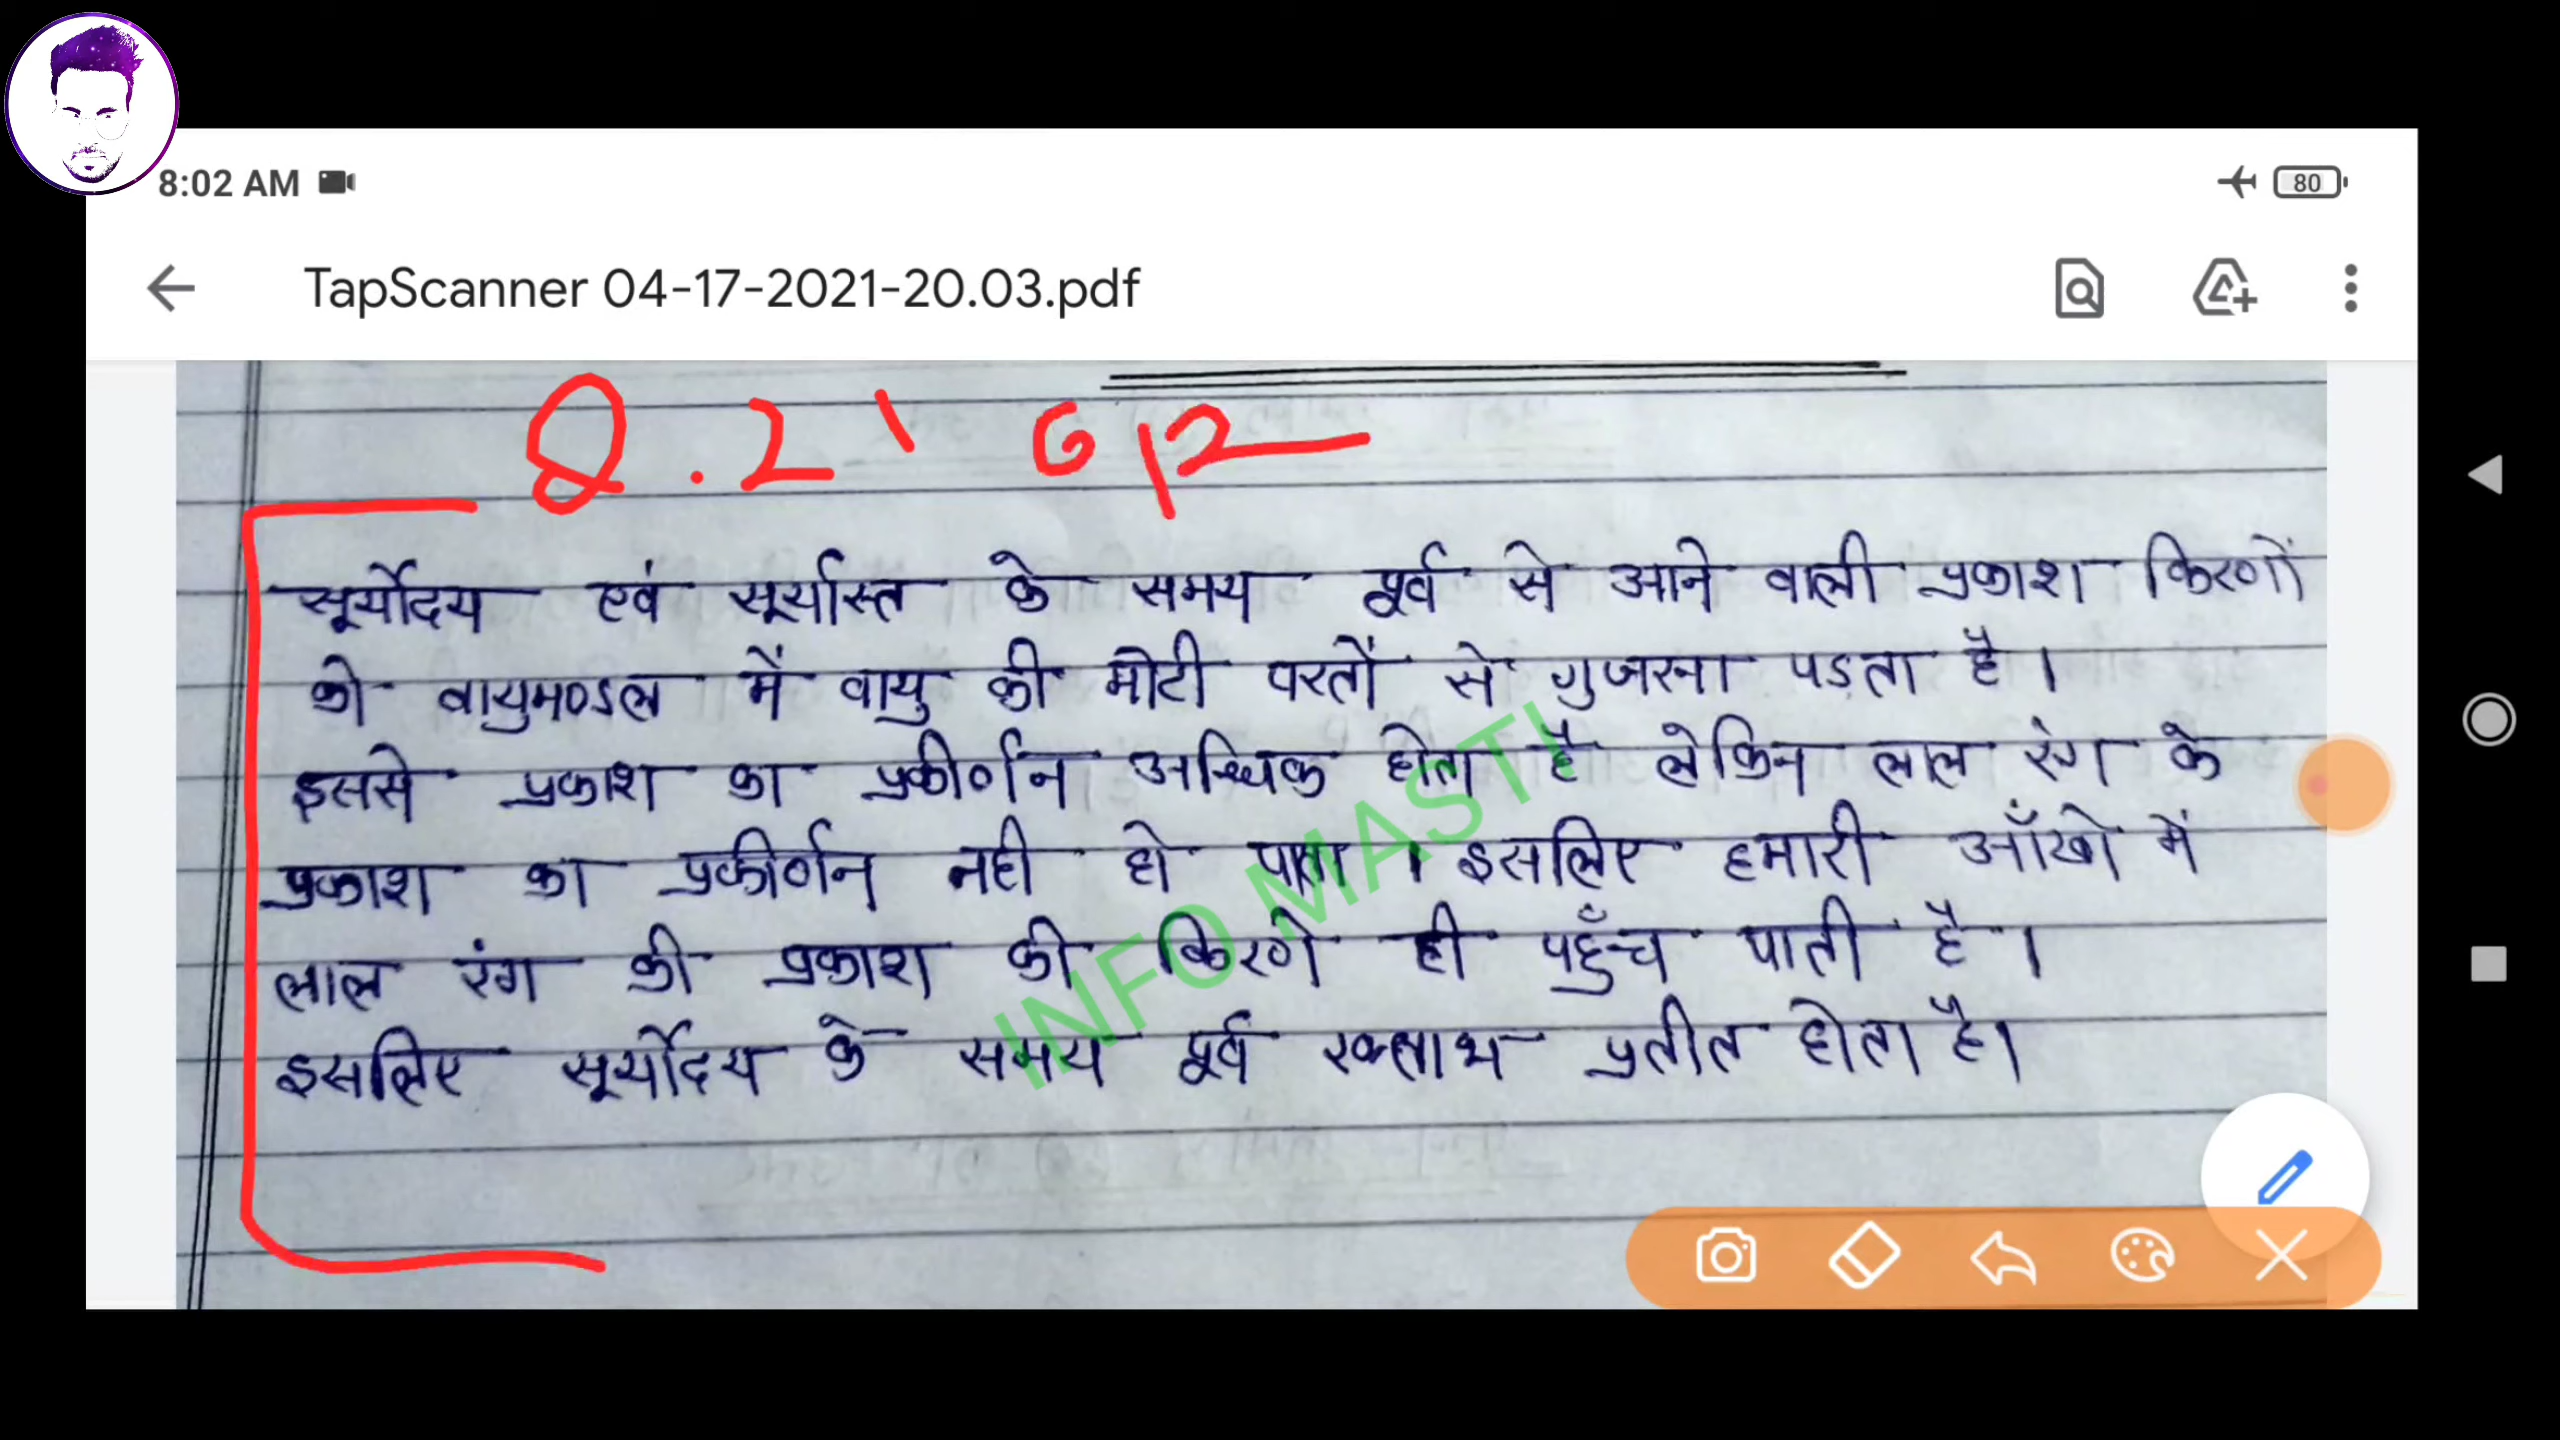 8:02 AM
80
TapScanner 04-17-2021-20.03.pdf
Q.2'
सूर्योदय एवं सूर्यास्त के समय सूर्य से आने वाली प्रकाश किरणों
को वायुमण्डल में वायु की मोटी परतों से गुजरना पड़ता है ।
इससे प्रकाश का प्रकीर्णन अधिक होता है लेकिन लाल रंग के
प्रकाश का प्रकीर्णन नही हो पाता । इसलिए हमारी आँखो में
लाल रंग की प्रकाश की किरणे ही पहुँच पाती है ।
इसलिए सूर्योदय के समय सूर्य रक्ताभ प्रतीत होता है।
INFO MASTI